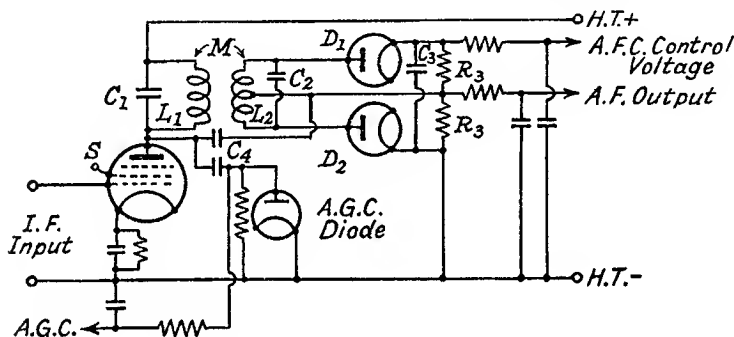 H.T.+
M
D₁
A.F.C. Control
Voltage
C₁
L₁
L₂
C₂
C₃
R₃
A.F. Output
S
C₄
D₂
R₃
I.F.
Input
A.G.C.
Diode
H.T.-
A.G.C.